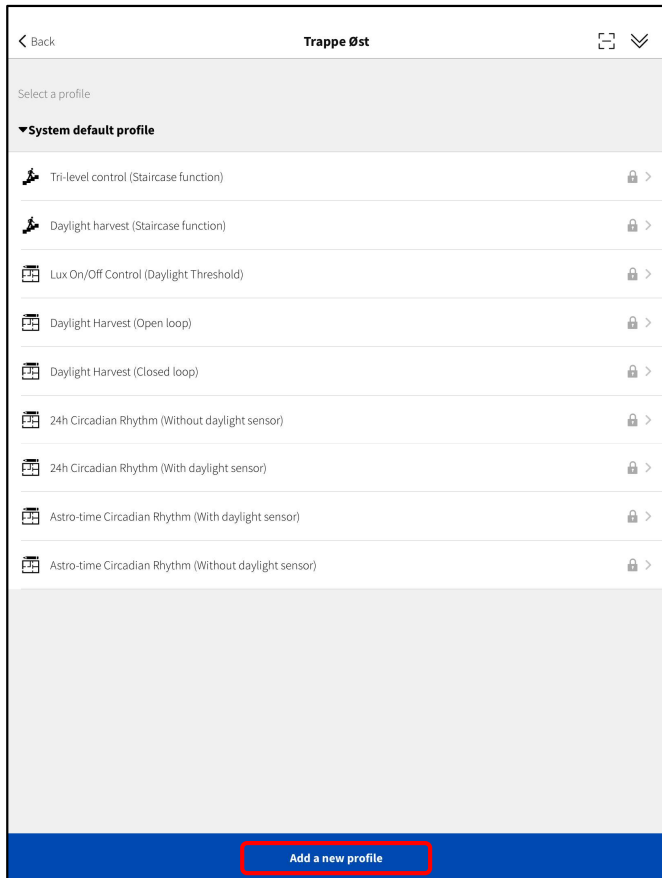 Back
Trappe Øst
Select a profile
System default profile
Tri-level control (Staircase function)
Daylight harvest (Staircase function)
Lux On/Off Control (Daylight Threshold)
Daylight Harvest (Open loop)
Daylight Harvest (Closed loop)
24h Circadian Rhythm (Without daylight sensor)
24h Circadian Rhythm (With daylight sensor)
Astro-time Circadian Rhythm (With daylight sensor)
Astro-time Circadian Rhythm (Without daylight sensor)
Add a new profile